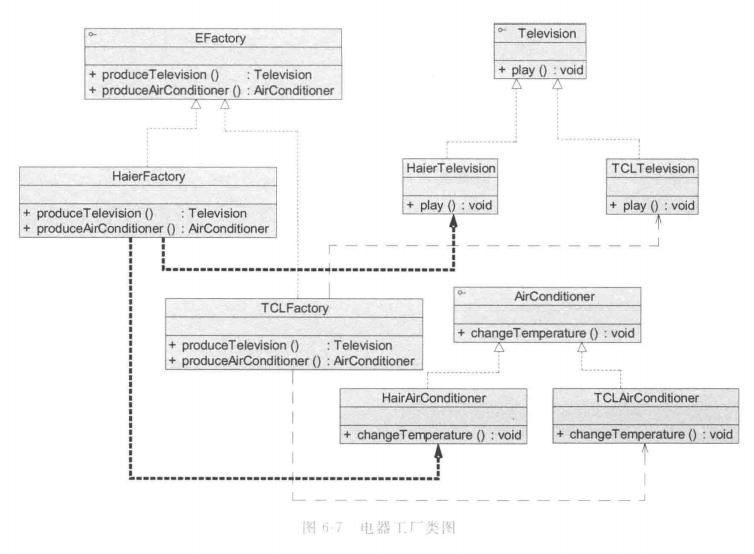 EFactory
+ produceTelevision () : Television
+ produceAirConditioner () : AirConditioner
Television
+ play () : void
HaierFactory
+ produceTelevision () : Television
+ produceAirConditioner () : AirConditioner
HaierTelevision
+ play () : void
TCLTelevision
+ play () : void
TCLFactory
+ produceTelevision () : Television
+ produceAirConditioner () : AirConditioner
AirConditioner
+ changeTemperature () : void
HairAirConditioner
+ changeTemperature () : void
TCLAirConditioner
+ changeTemperature () : void
图 6-7 电器工厂类图